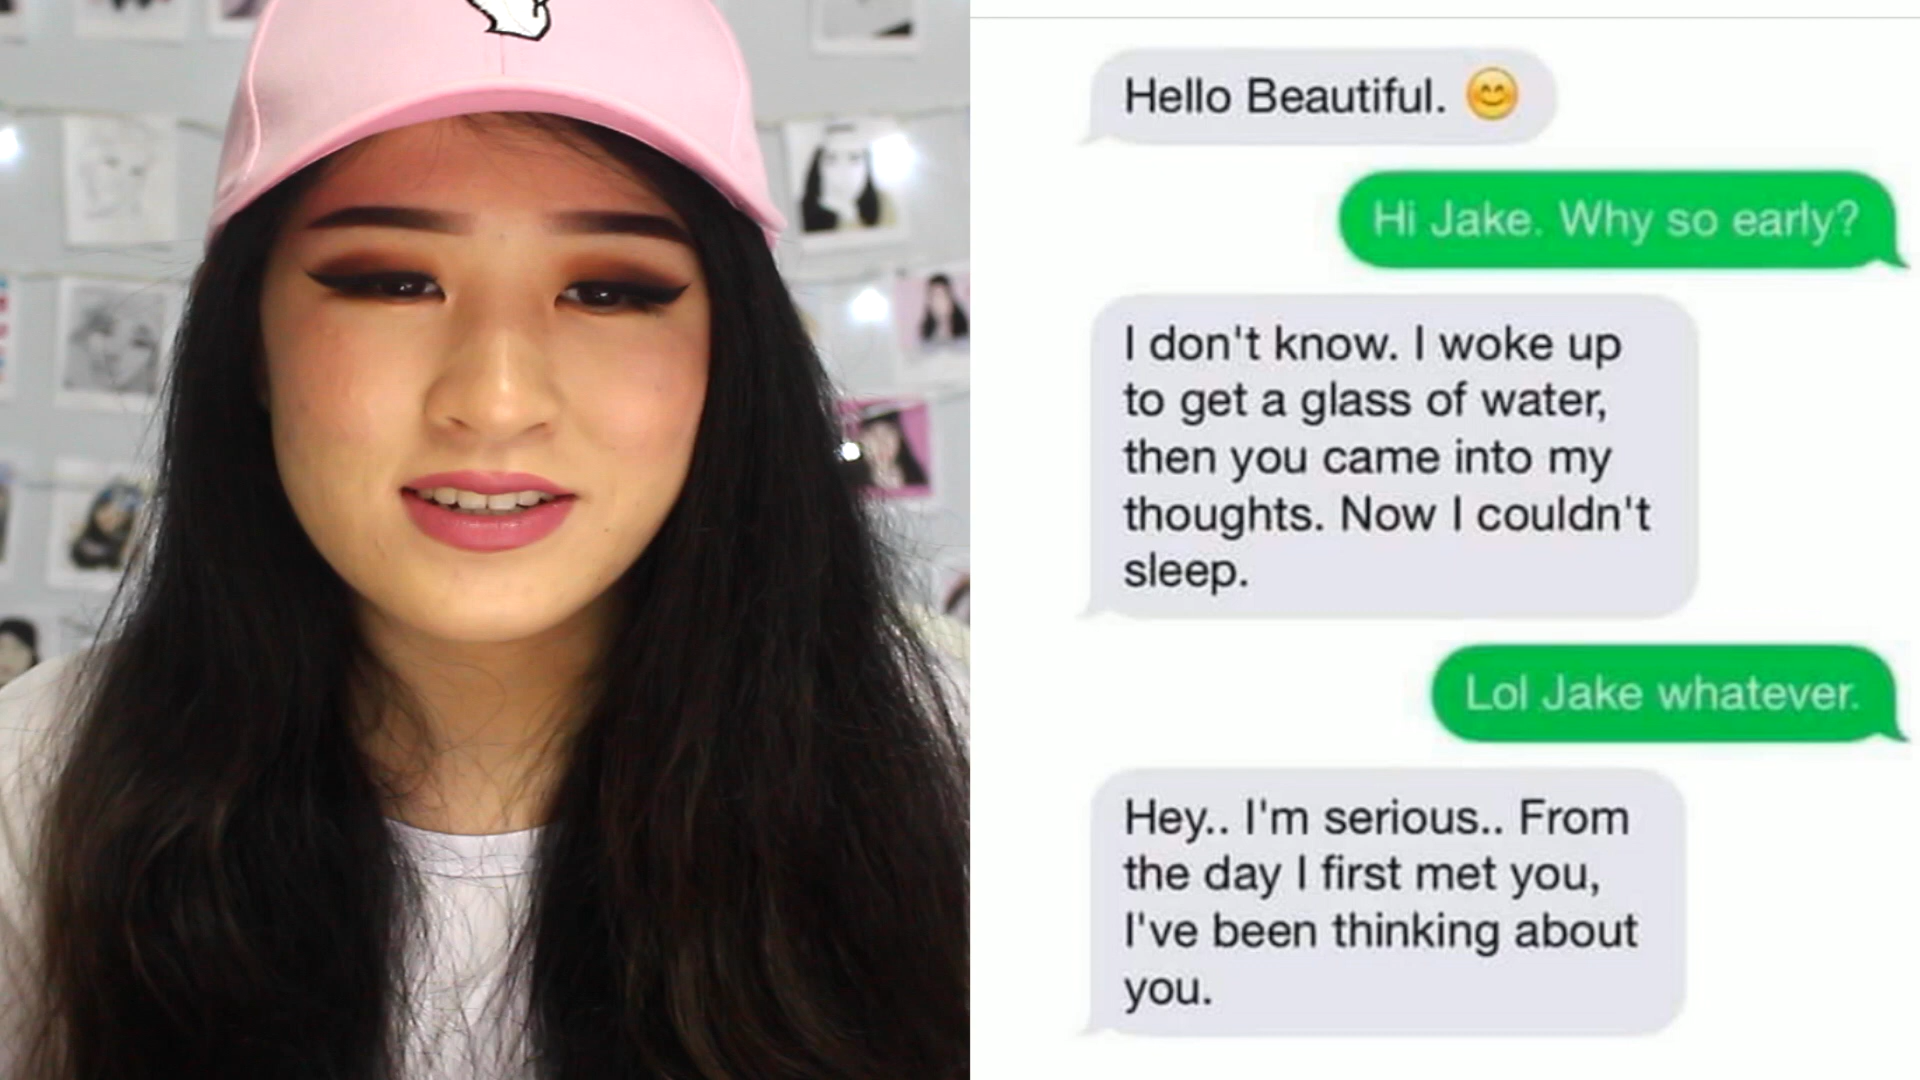 Hello Beautiful. 😊
Hi Jake. Why so early?
I don't know. I woke up
to get a glass of water,
then you came into my
thoughts. Now I couldn't
sleep.
Lol Jake whatever.
Hey.. I'm serious.. From
the day I first met you,
I've been thinking about
you.